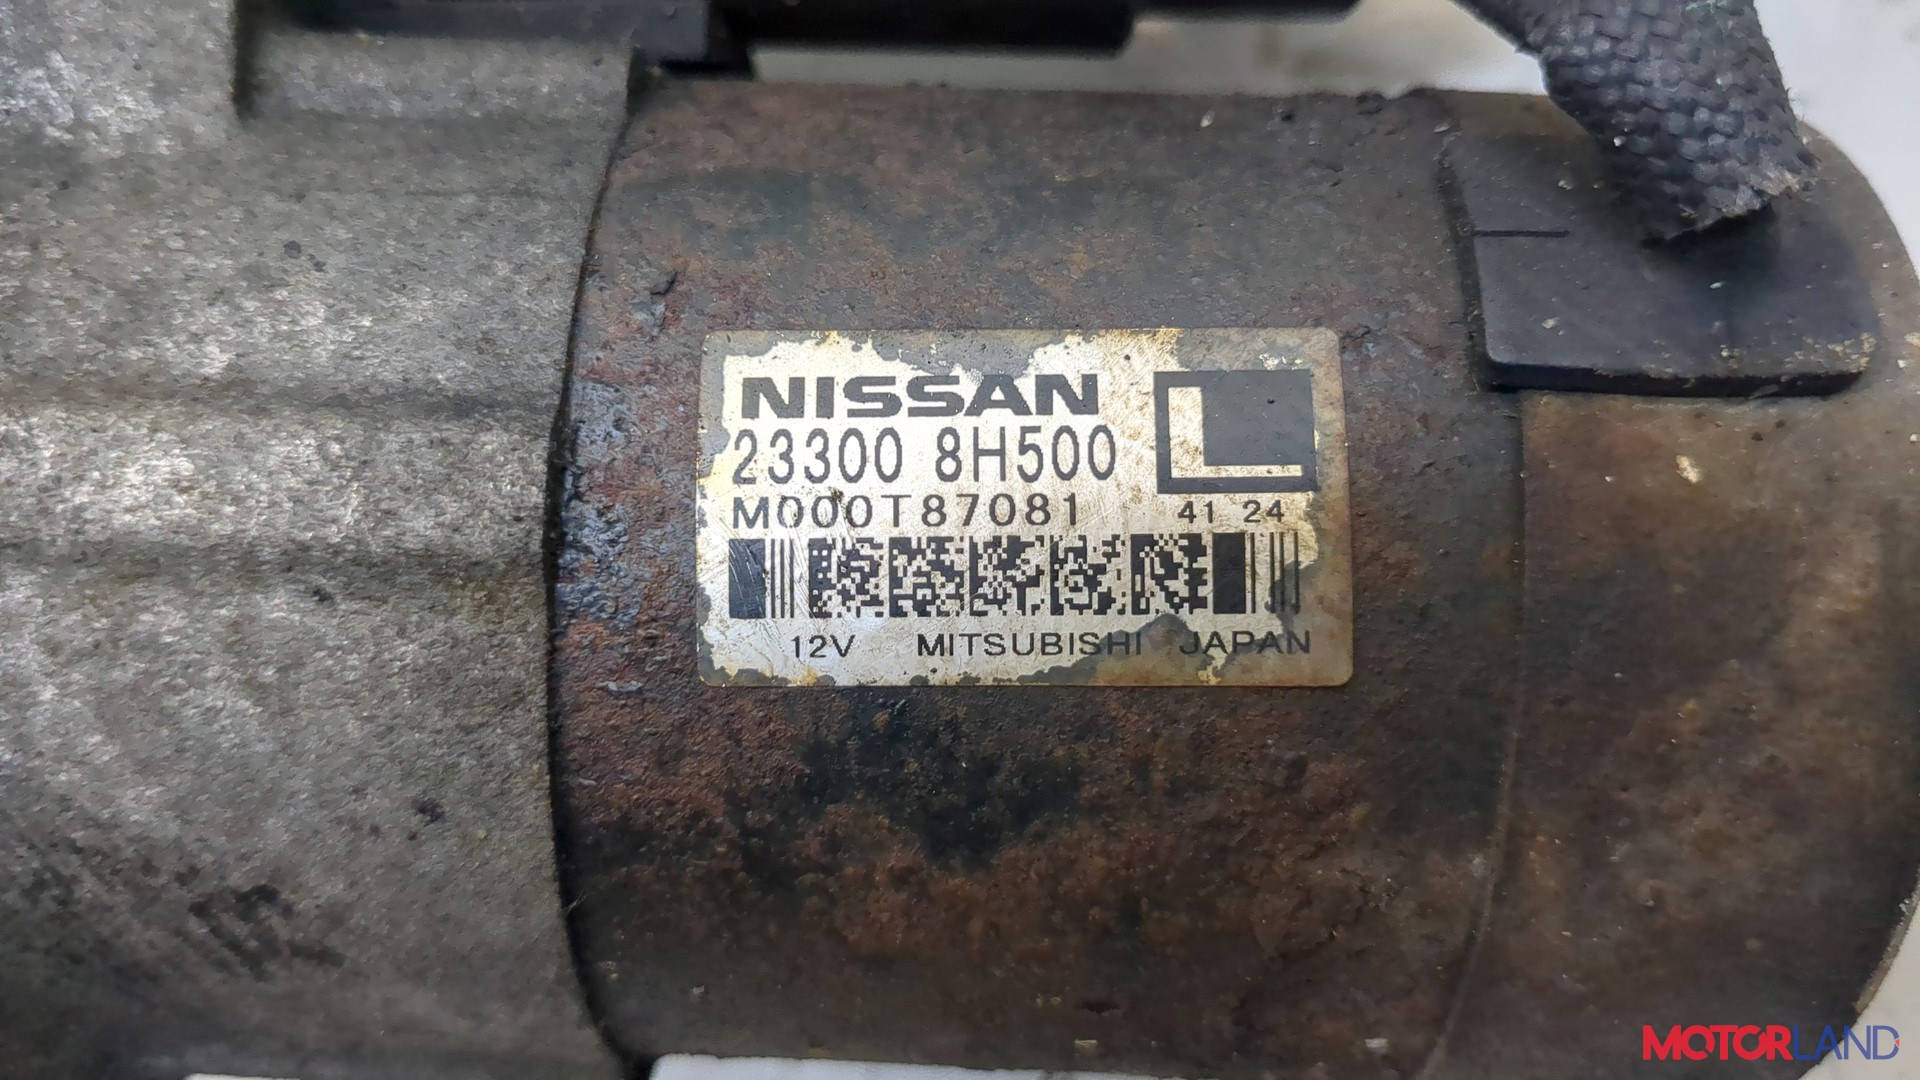 NISSAN
L
23300 8H500
M000T87081 41 24
12V MITSUBISHI JAPAN
MOTORLAND